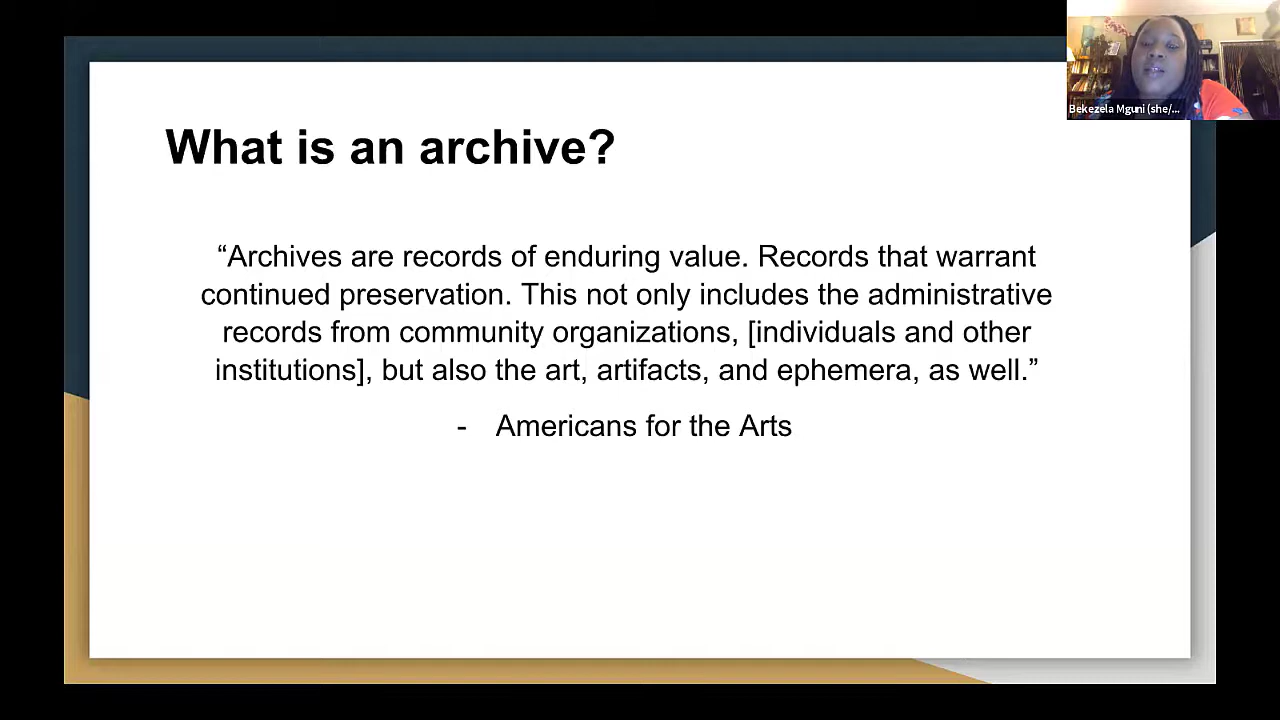 Bekezela Mguni (she/...
What is an archive?
“Archives are records of enduring value. Records that warrant
continued preservation. This not only includes the administrative
records from community organizations, [individuals and other
institutions], but also the art, artifacts, and ephemera, as well.”
- Americans for the Arts